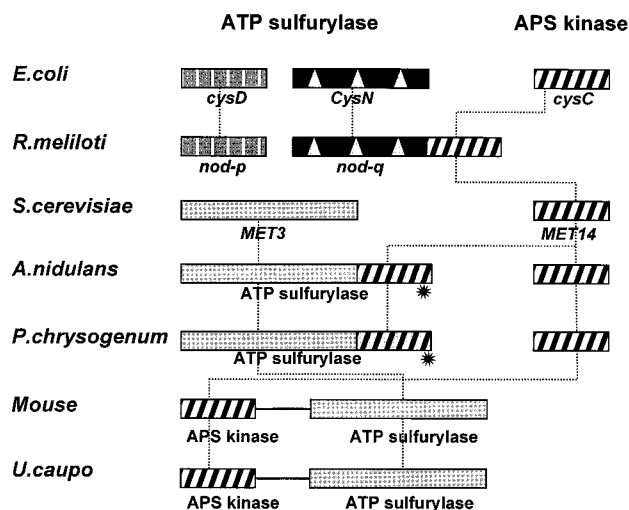 ATP sulfurylase APS kinase
E.coli
cysD CysN cysC
R.meliloti
nod-p nod-q
S.cerevisiae
MET3 MET14
A.nidulans
ATP sulfurylase
P.chrysogenum
ATP sulfurylase
Mouse
APS kinase ATP sulfurylase
U.caupo
APS kinase ATP sulfurylase